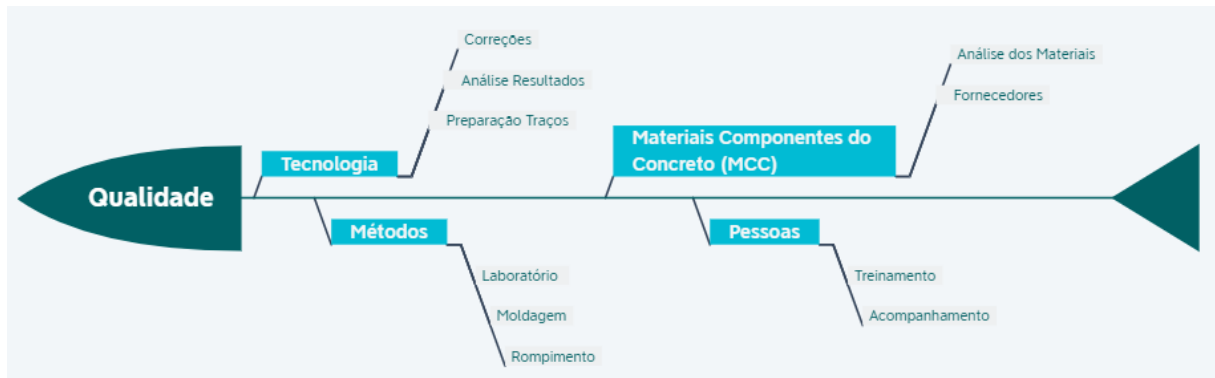 Correções
Análise Resultados
Preparação Traços
Tecnologia
Análise dos Materiais
Fornecedores
Materiais Componentes do
Concreto (MCC)
Qualidade
Métodos
Laboratório
Moldagem
Rompimento
Pessoas
Treinamento
Acompanhamento